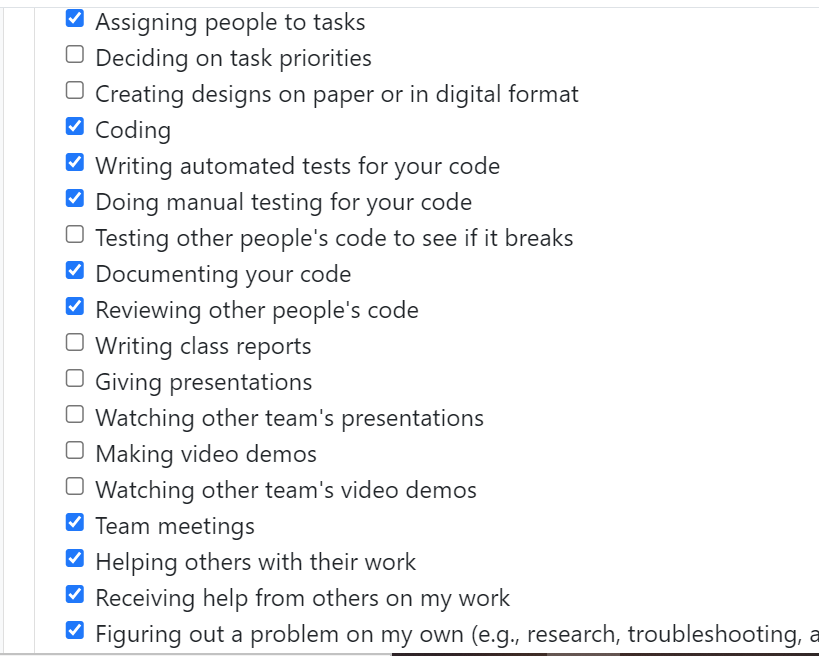 Assigning people to tasks
Deciding on task priorities
Creating designs on paper or in digital format
Coding
Writing automated tests for your code
Doing manual testing for your code
Testing other people's code to see if it breaks
Documenting your code
Reviewing other people's code
Writing class reports
Giving presentations
Watching other team's presentations
Making video demos
Watching other team's video demos
Team meetings
Helping others with their work
Receiving help from others on my work
Figuring out a problem on my own (e.g., research, troubleshooting,